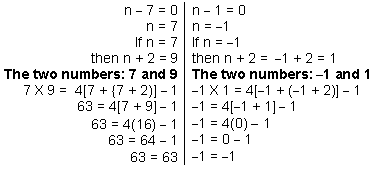 n – 7 = 0
n = 7
If n = 7
then n + 2 = 9
The two numbers: 7 and 9
7 X 9 = 4[7 + {7 + 2)] – 1
63 = 4[7 + 9] – 1
63 = 4(16) – 1
63 = 64 – 1
63 = 63
n – 1 = 0
n = –1
If n = –1
then n + 2 = –1 + 2 = 1
The two numbers: –1 and 1
–1 X 1 = 4[–1 + (–1 + 2)] – 1
–1 = 4[–1 + 1] – 1
–1 = 4(0) – 1
–1 = 0 – 1
–1 = –1